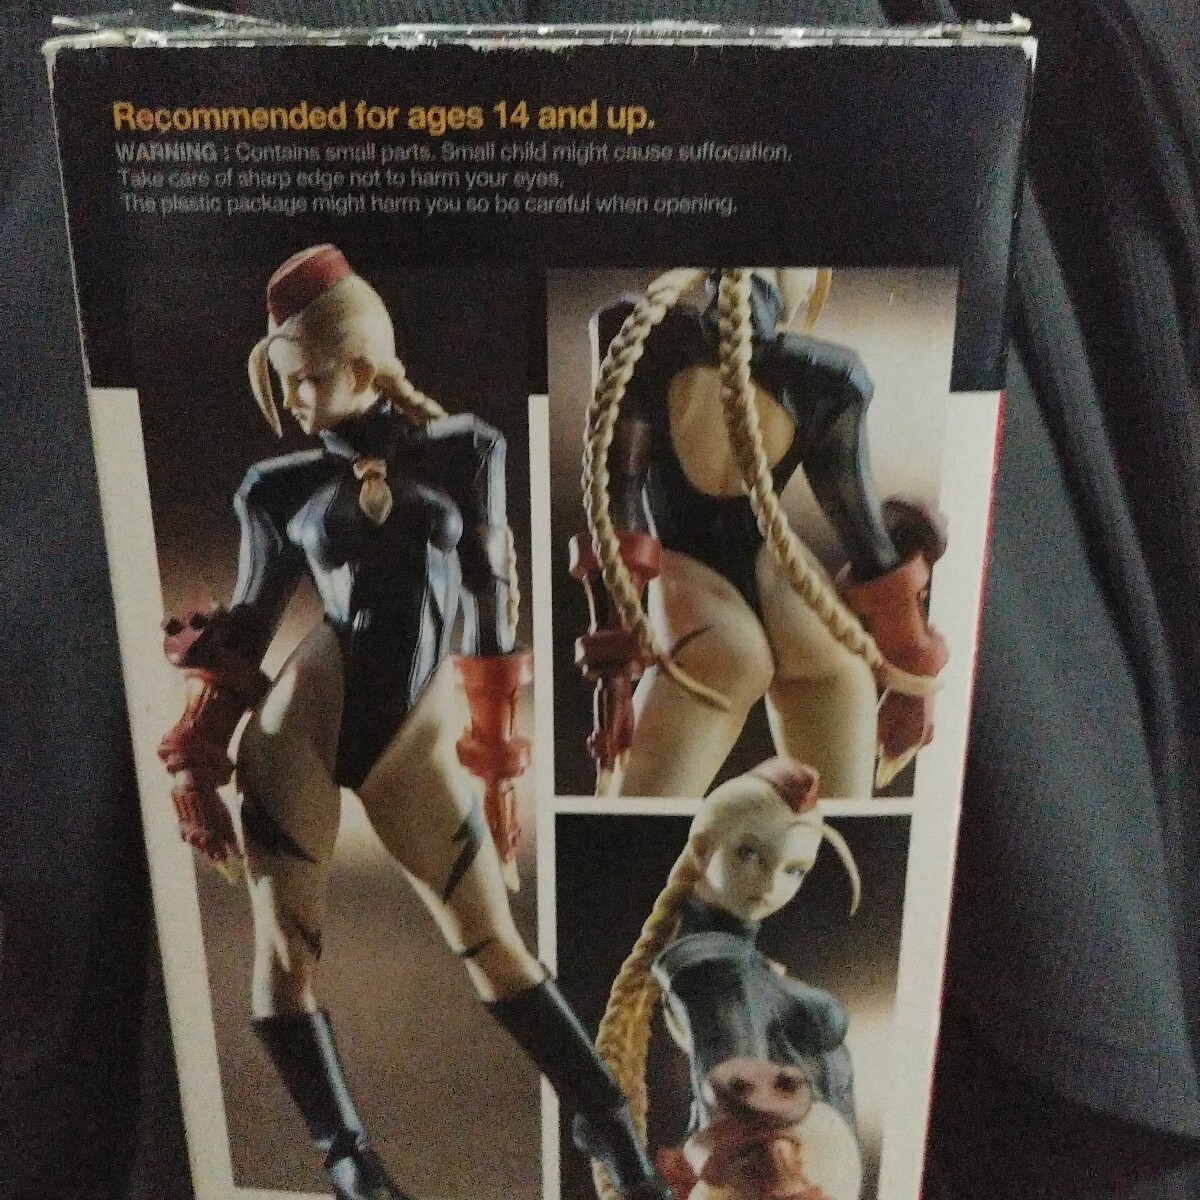 Recommended for ages 14 and up.
WARNING : Contains small parts. Small child might cause suffocation.
Take care of sharp edge not to harm your eyes.
The plastic package might harm you so be careful when opening.